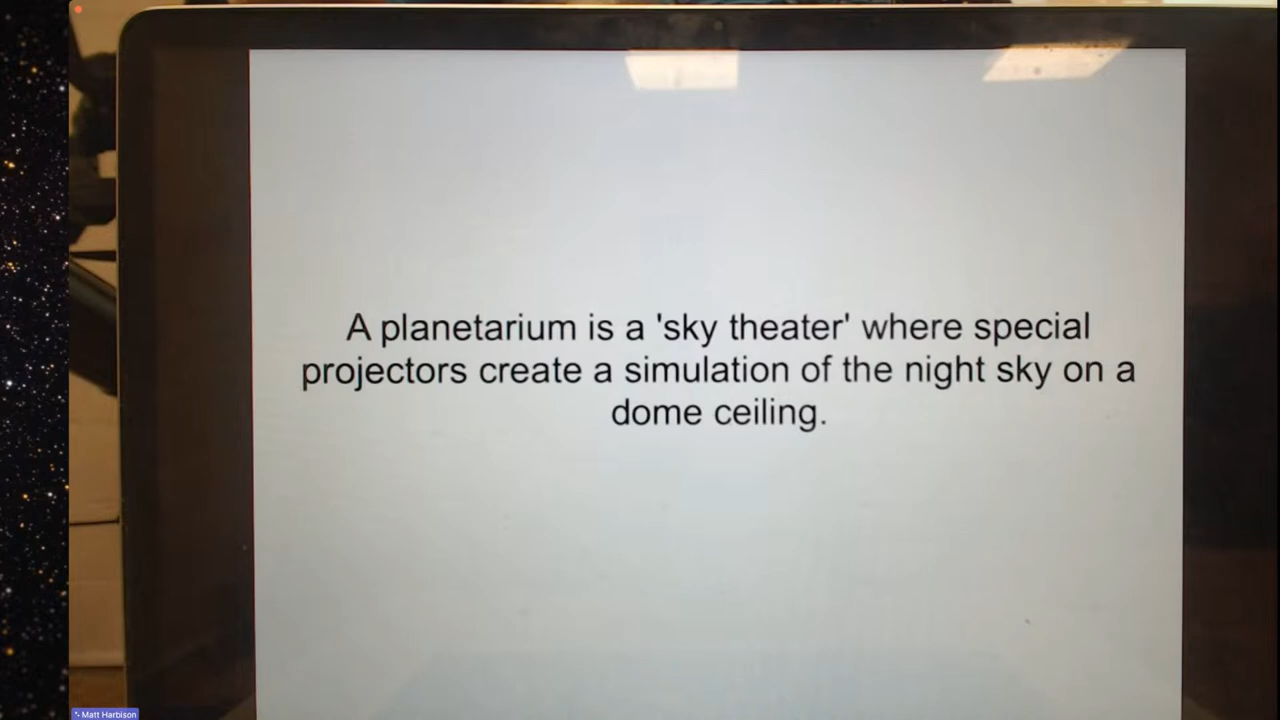 A planetarium is a 'sky theater' where special
projectors create a simulation of the night sky on a
dome ceiling.
Matt Harbison